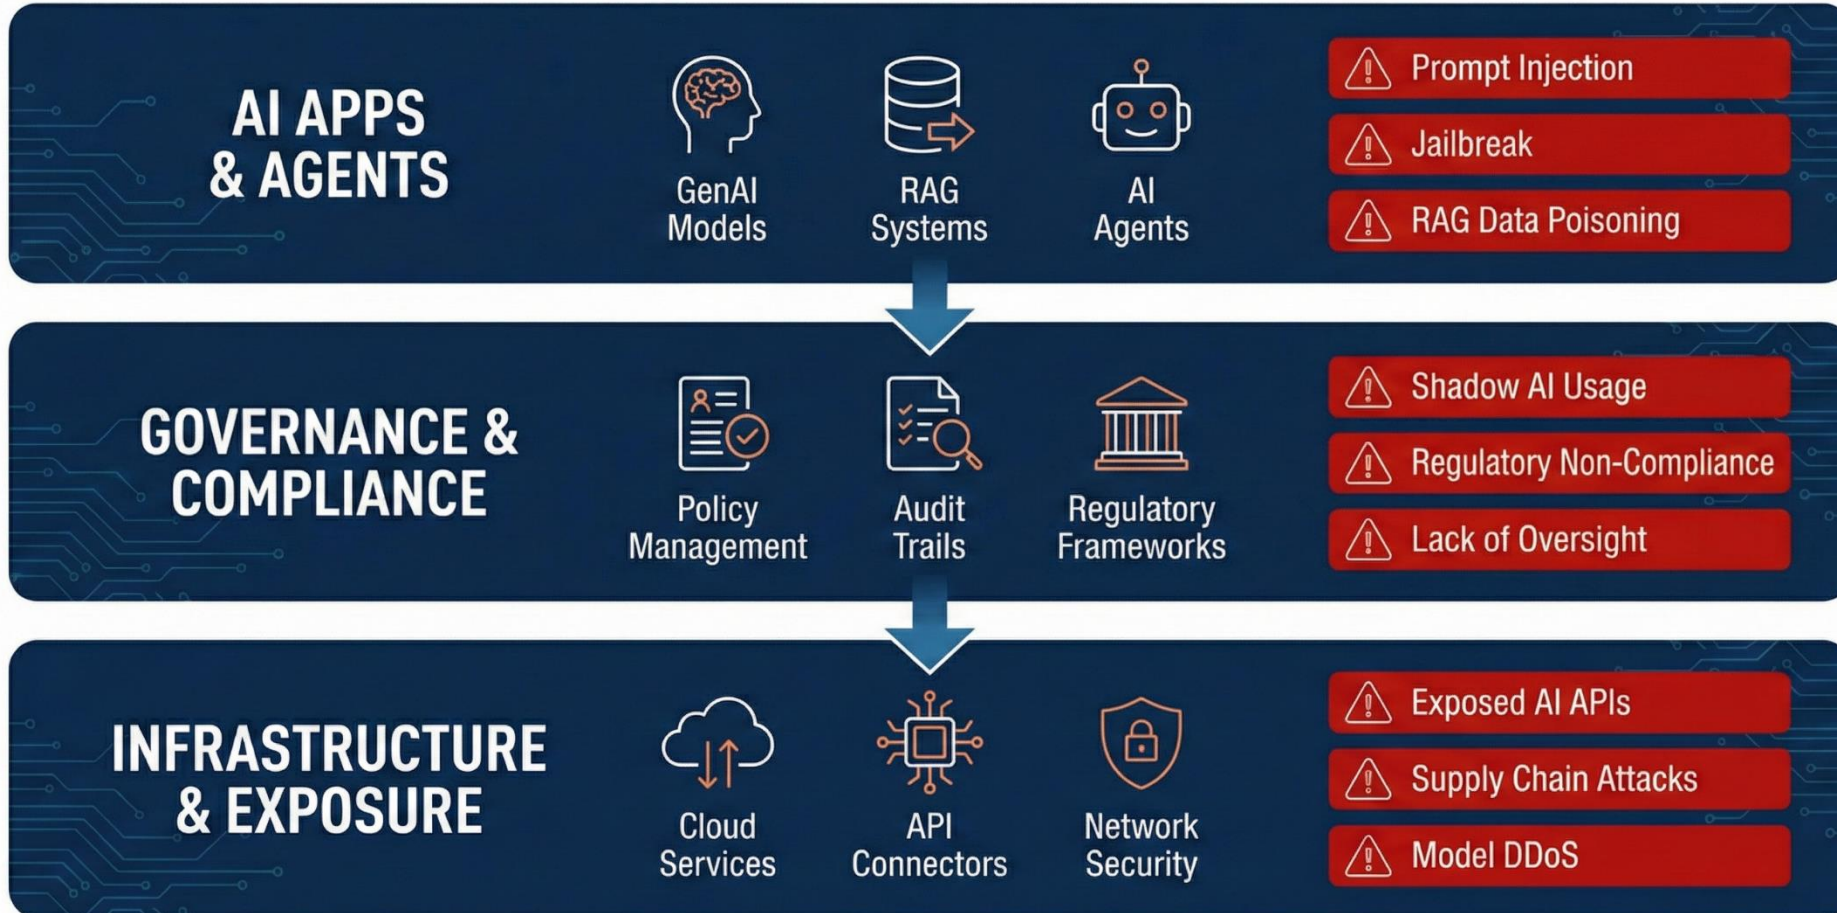 AI APPS
& AGENTS
GenAI
Models
RAG
Systems
AI
Agents
Prompt Injection
Jailbreak
RAG Data Poisoning
GOVERNANCE &
COMPLIANCE
Policy
Management
Audit
Trails
Regulatory
Frameworks
Shadow AI Usage
Regulatory Non-Compliance
Lack of Oversight
INFRASTRUCTURE
& EXPOSURE
Cloud
Services
API
Connectors
Network
Security
Exposed AI APIs
Supply Chain Attacks
Model DDoS